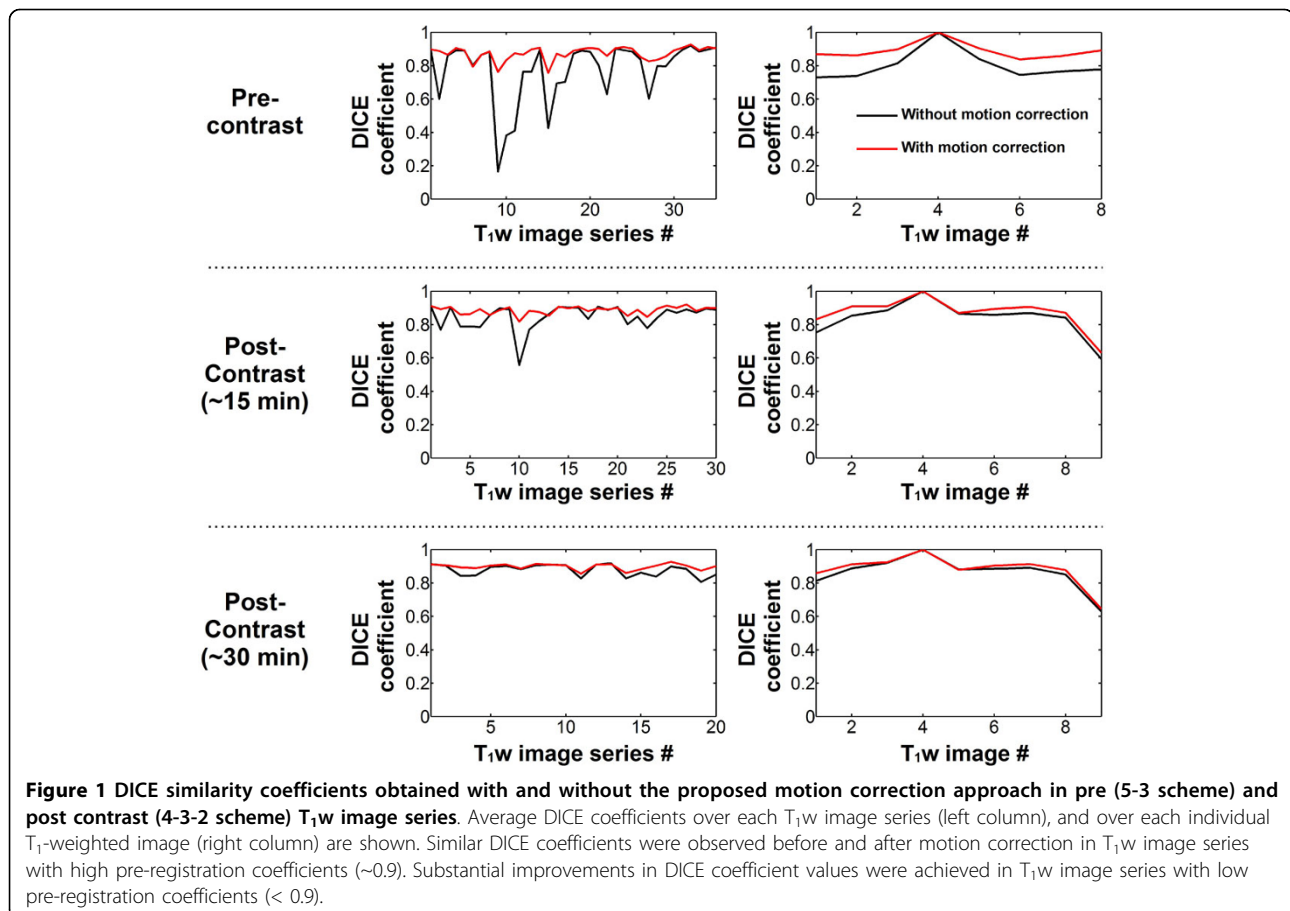 Pre-
contrast
DICE
coefficient
1
0.8
0.6
0.4
0.2
0
10
20
30
T₁w image series #
DICE
coefficient
1
0.8
0.6
0.4
0.2
0
Without motion correction
With motion correction
2
4
6
8
T₁w image #
Post-
Contrast
(~15 min)
DICE
coefficient
1
0.8
0.6
0.4
0.2
0
5
10
15
20
25
30
T₁w image series #
DICE
coefficient
1
0.8
0.6
0.4
0.2
0
2
4
6
8
T₁w image #
Post-
Contrast
(~30 min)
DICE
coefficient
1
0.8
0.6
0.4
0.2
0
5
10
15
20
T₁w image series #
DICE
coefficient
1
0.8
0.6
0.4
0.2
0
2
4
6
8
T₁w image #
Figure 1 DICE similarity coefficients obtained with and without the proposed motion correction approach in pre (5-3 scheme) and
post contrast (4-3-2 scheme) T₁w image series. Average DICE coefficients over each T₁w image series (left column), and over each individual
T₁-weighted image (right column) are shown. Similar DICE coefficients were observed before and after motion correction in T₁w image series
with high pre-registration coefficients (~0.9). Substantial improvements in DICE coefficient values were achieved in T₁w image series with low
pre-registration coefficients (< 0.9).